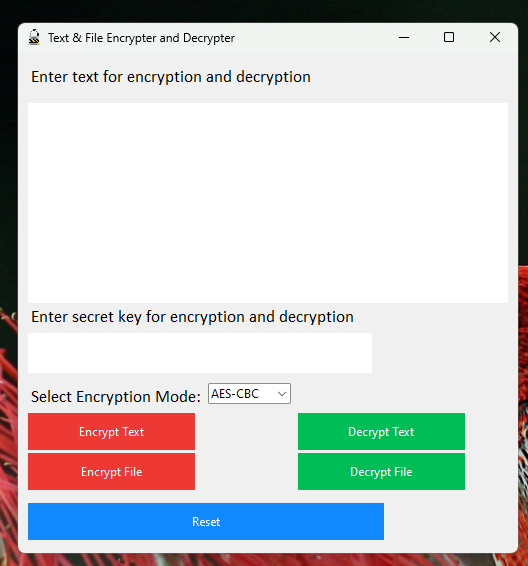 Text & File Encrypter and Decrypter
Enter text for encryption and decryption
Enter secret key for encryption and decryption
Select Encryption Mode: AES-CBC
Encrypt Text Decrypt Text
Encrypt File Decrypt File
Reset